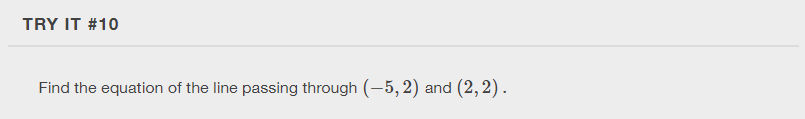 TRY IT #10
Find the equation of the line passing through (−5, 2) and (2, 2) .